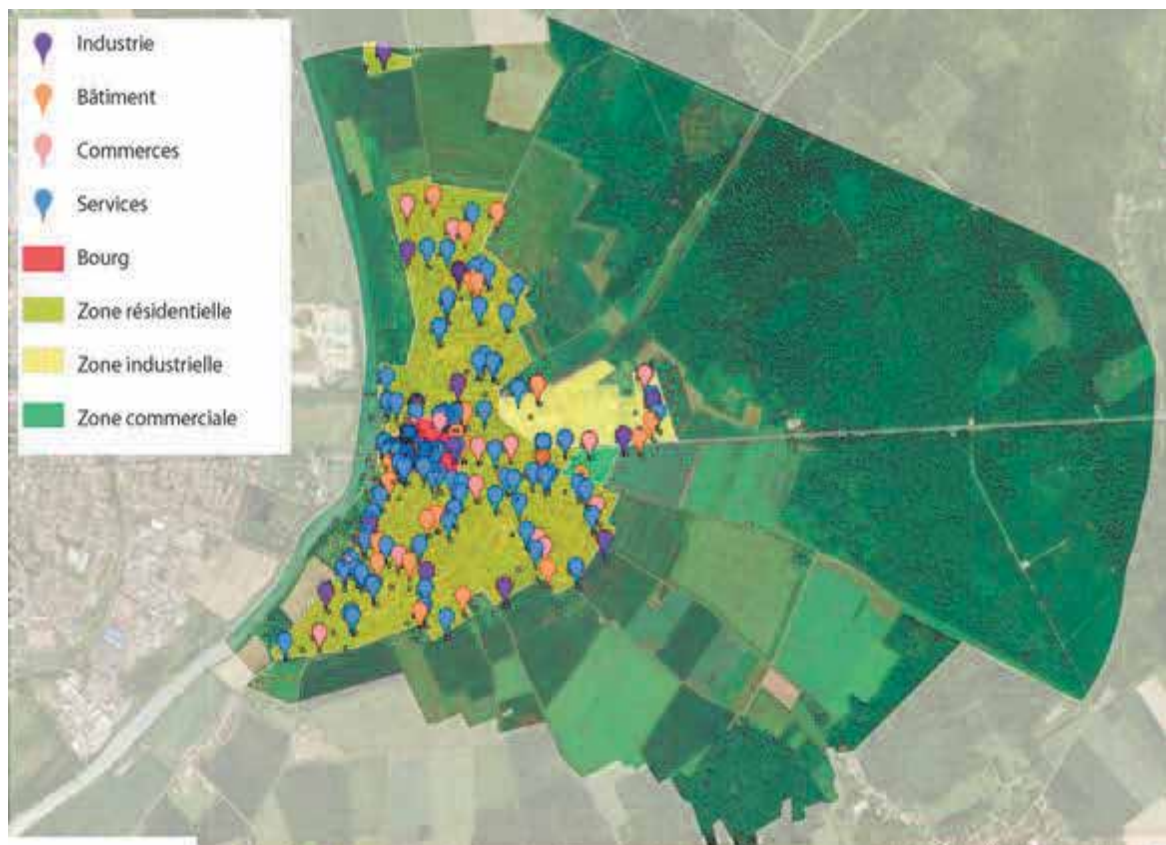 Industrie
Bâtiment
Commerces
Services
Bourg
Zone résidentielle
Zone industrielle
Zone commerciale